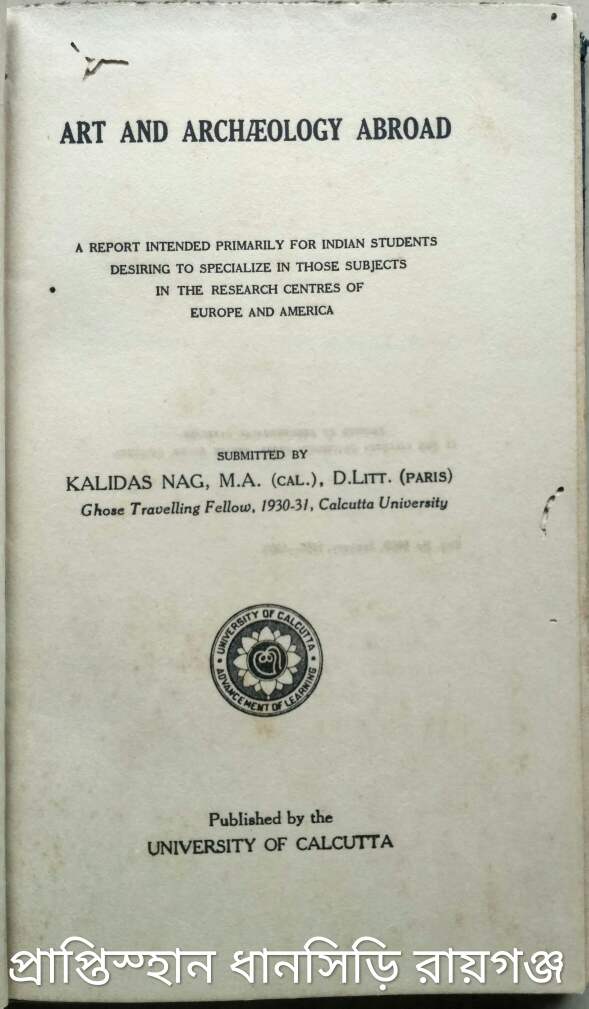 ART AND ARCHÆOLOGY ABROAD
A REPORT INTENDED PRIMARILY FOR INDIAN STUDENTS
DESIRING TO SPECIALIZE IN THOSE SUBJECTS
IN THE RESEARCH CENTRES OF
EUROPE AND AMERICA
SUBMITTED BY
KALIDAS NAG, M.A. (CAL.), D.LITT. (PARIS)
Ghose Travelling Fellow, 1930-31, Calcutta University
UNIVERSITY OF CALCUTTA
ADVANCEMENT OF LEARNING
Published by the
UNIVERSITY OF CALCUTTA
প্রাপ্তিস্হান ধানসিড়ি রায়গঞ্জ